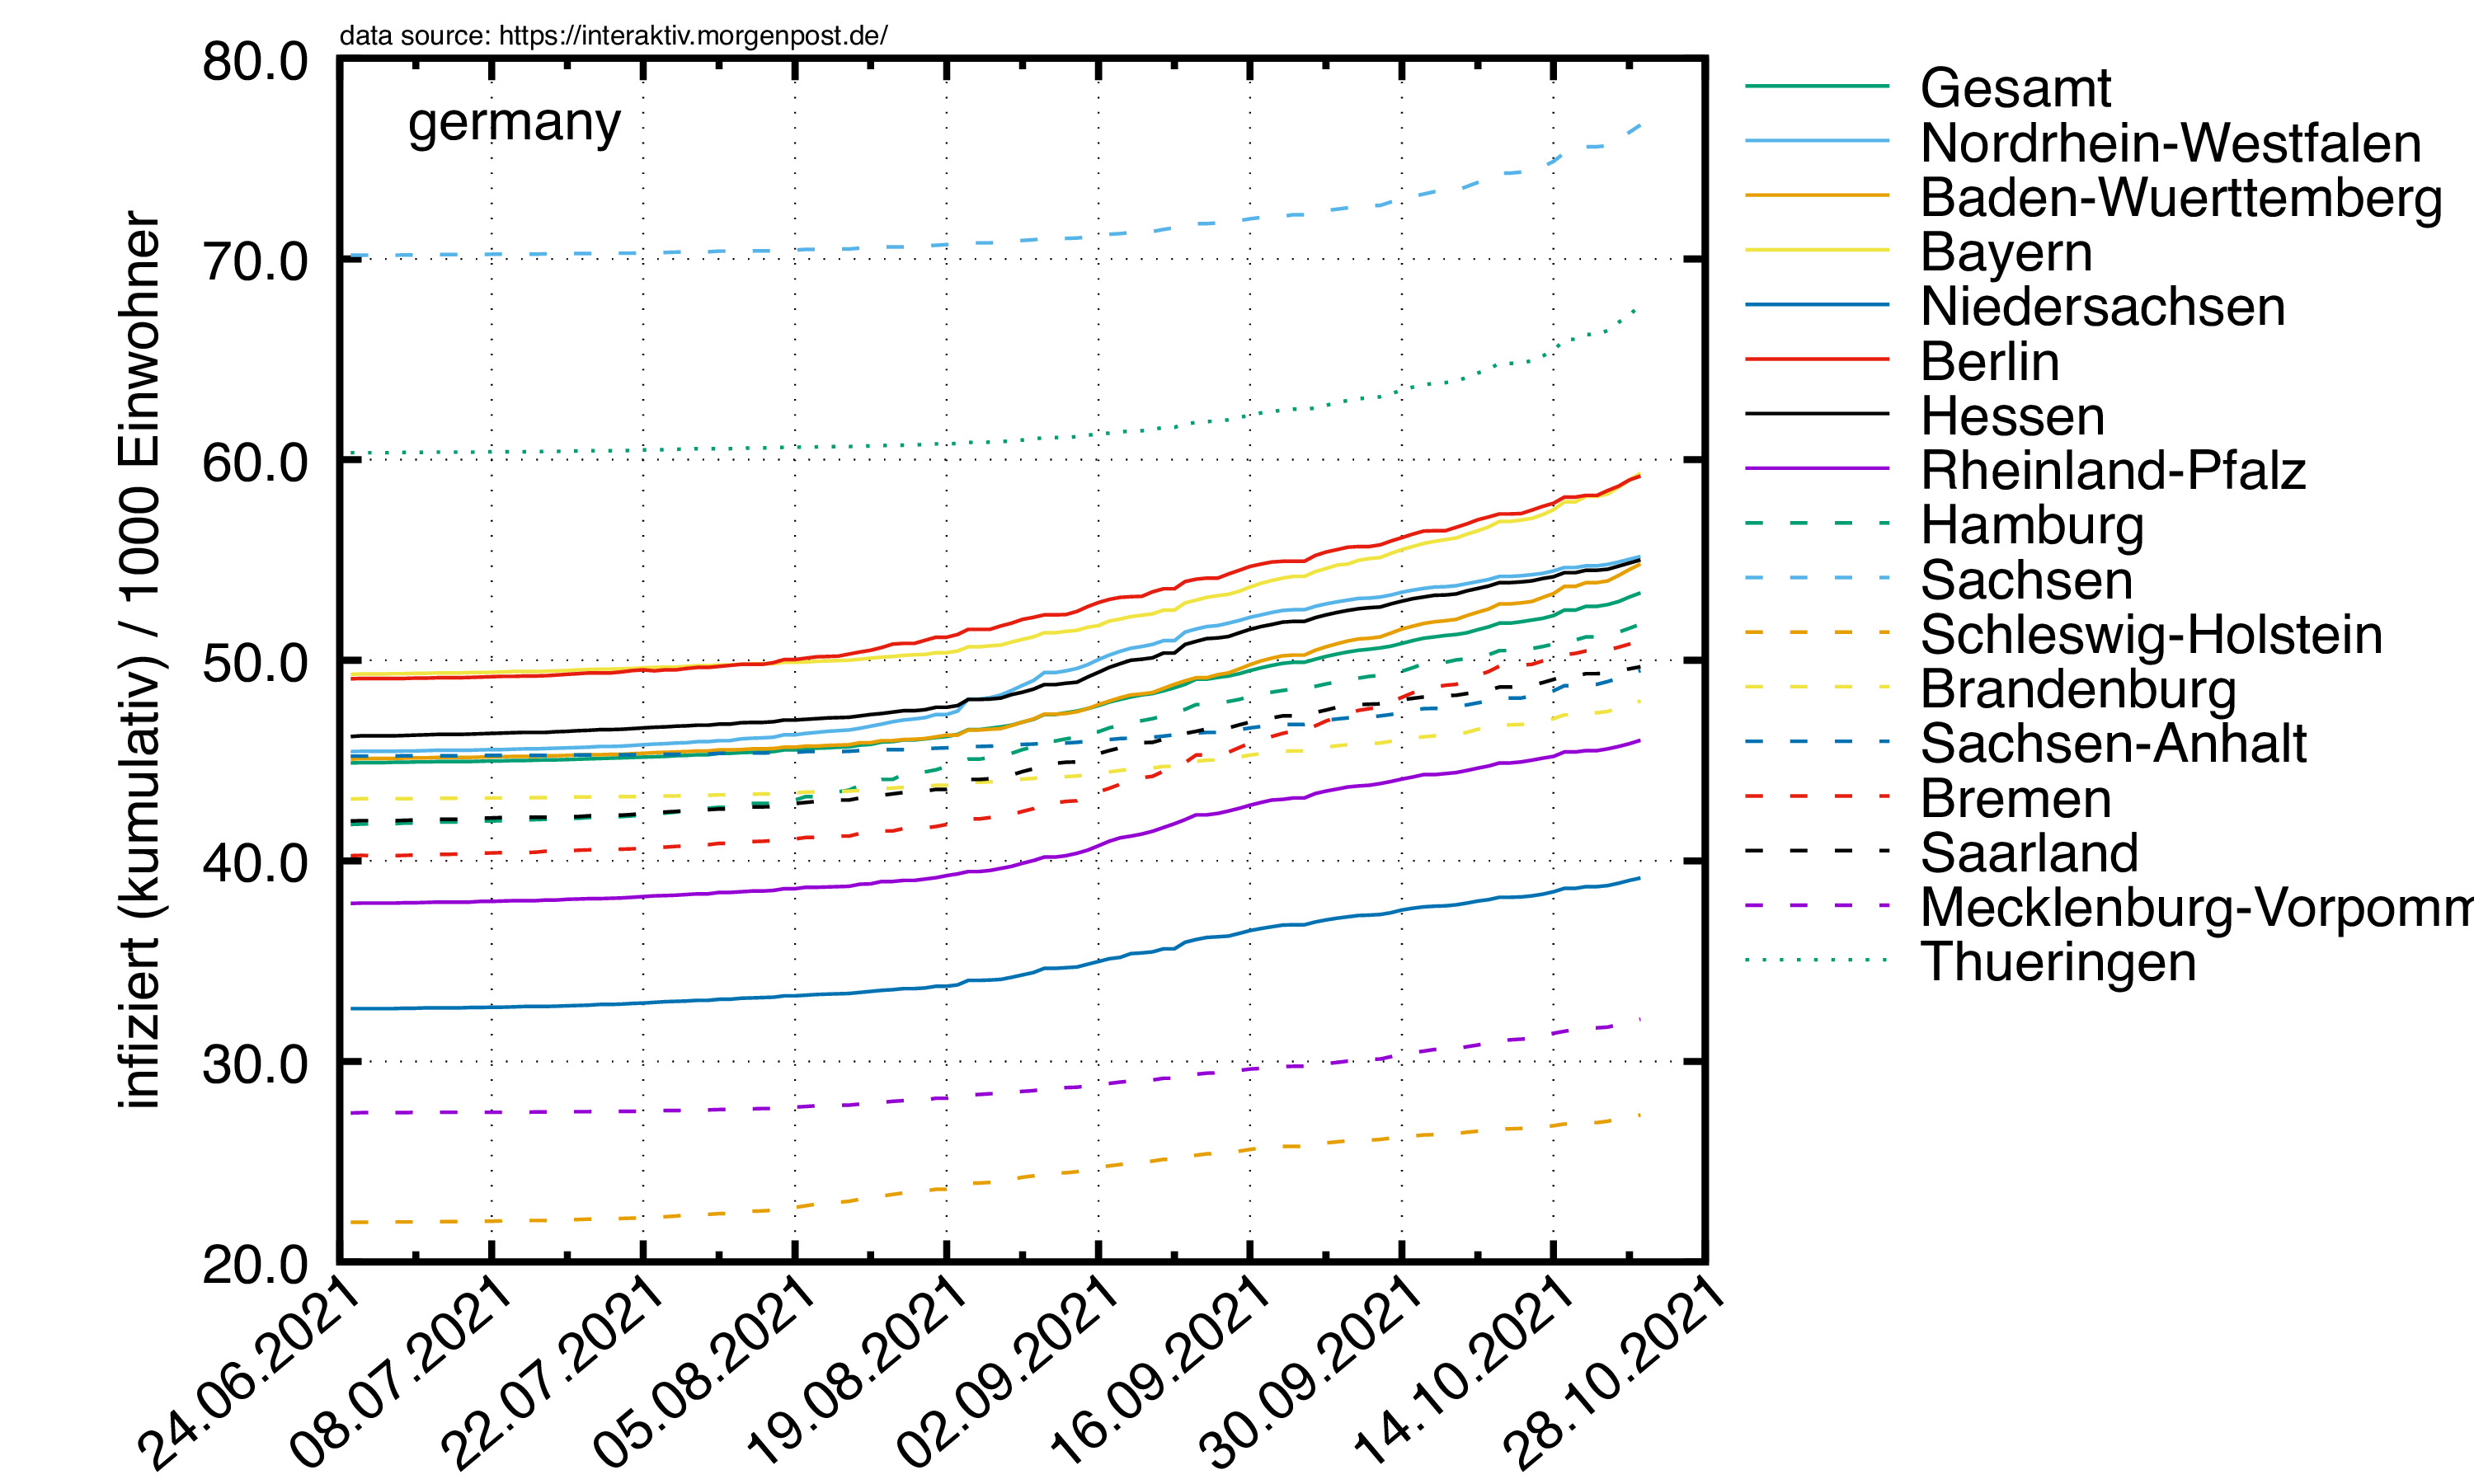 data source: https://interaktiv.morgenpost.de/
germany
infiziert (kumulativ) / 1000 Einwohner
80.0
70.0
60.0
50.0
40.0
30.0
20.0
24.06.2021
08.07.2021
22.07.2021
05.08.2021
19.08.2021
02.09.2021
16.09.2021
30.09.2021
14.10.2021
28.10.2021
Gesamt
Nordrhein-Westfalen
Baden-Wuerttemberg
Bayern
Niedersachsen
Berlin
Hessen
Rheinland-Pfalz
Hamburg
Sachsen
Schleswig-Holstein
Brandenburg
Sachsen-Anhalt
Bremen
Saarland
Mecklenburg-Vorpomm
Thueringen